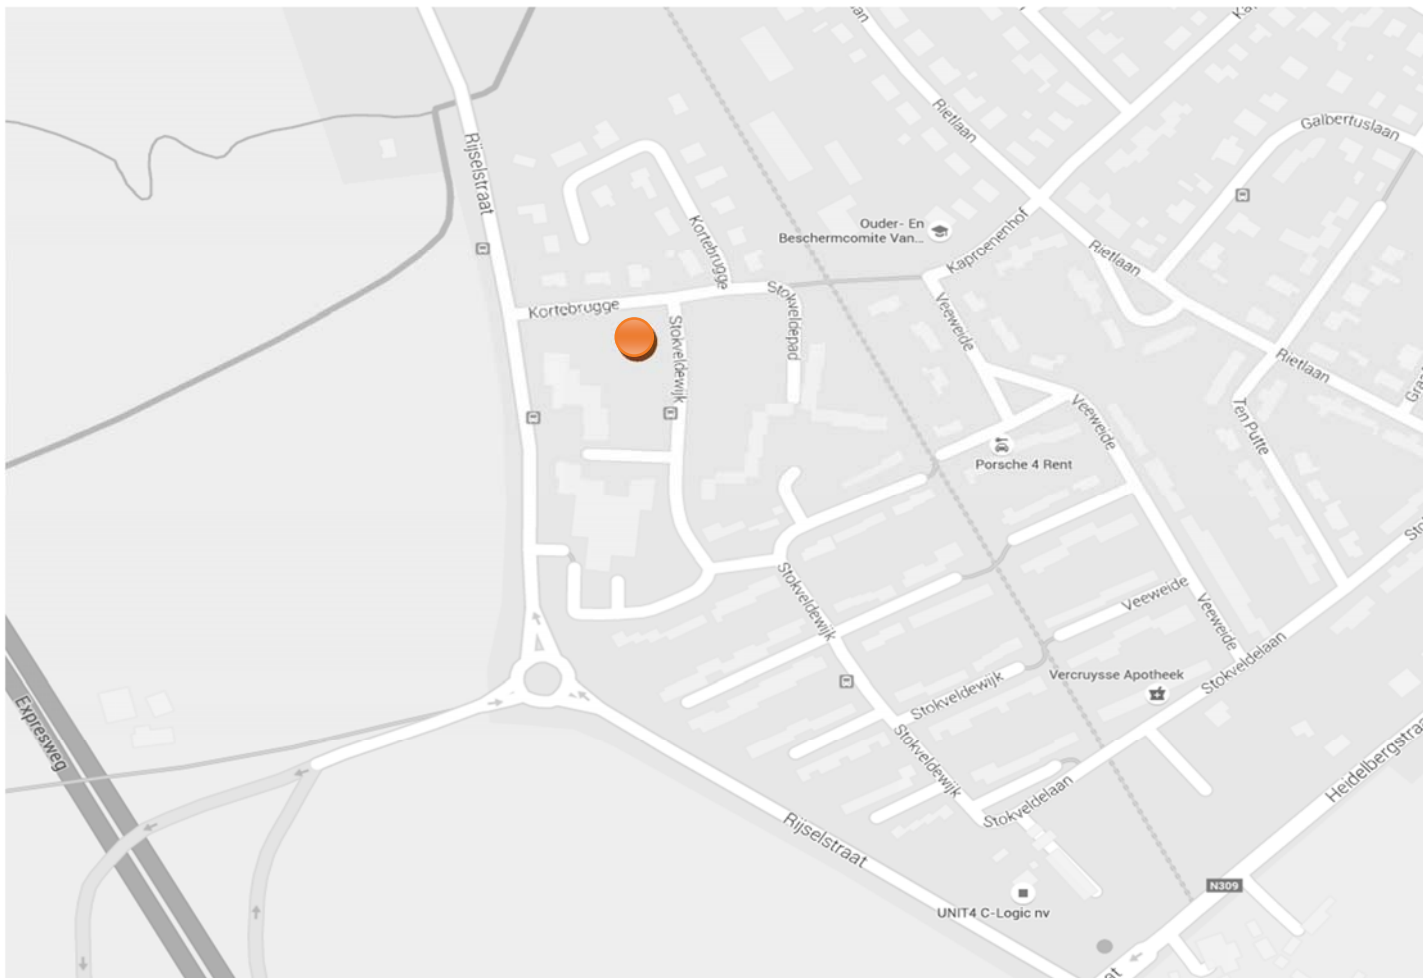 Rietlaan
Galbertuslaan
Rijselstraat
Kortebrugge
Ouder- En
Beschermcomite Van...
Kaproenenhof
Rietlaan
Kortebrugge
Stokveldepad
Stokveldewijk
Veeweide
Rietlaan
Ten Putte
Veeweide
Porsche 4 Rent
Stokveldewijk
Veeweide
Veeweide
Stokveldelaan
Vercruysse Apotheek
Stokveldewijk
Expresweg
Stokveldewijk
Stokveldelaan
Heidelbergstraa
Rijselstraat
N309
UNIT4 C-Logic nv